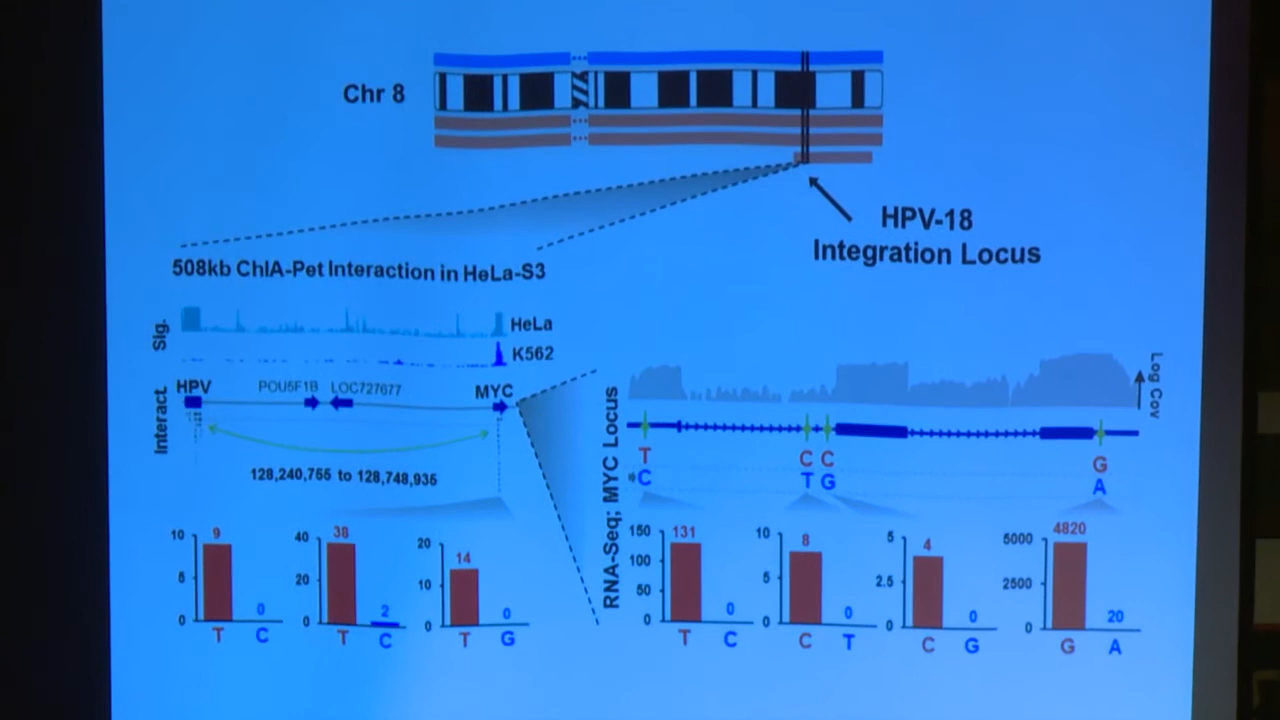 Chr 8
HPV-18
Integration Locus
508kb ChIA-Pet Interaction in HeLa-S3
Sig.
HeLa
K562
Interact.
HPV
POU5F1B
LOC727677
MYC
128,240,755 to 128,748,935
10
5
0
9
0
T
C
40
20
0
38
2
T
C
20
10
0
14
0
T
G
RNA-Seq; MYC Locus
Log Cov
T
C
C
G
C
T
G
A
150
100
50
0
131
0
T
C
10
5
0
8
0
C
T
5
2.5
0
4
0
C
G
5000
2500
0
4820
20
G
A